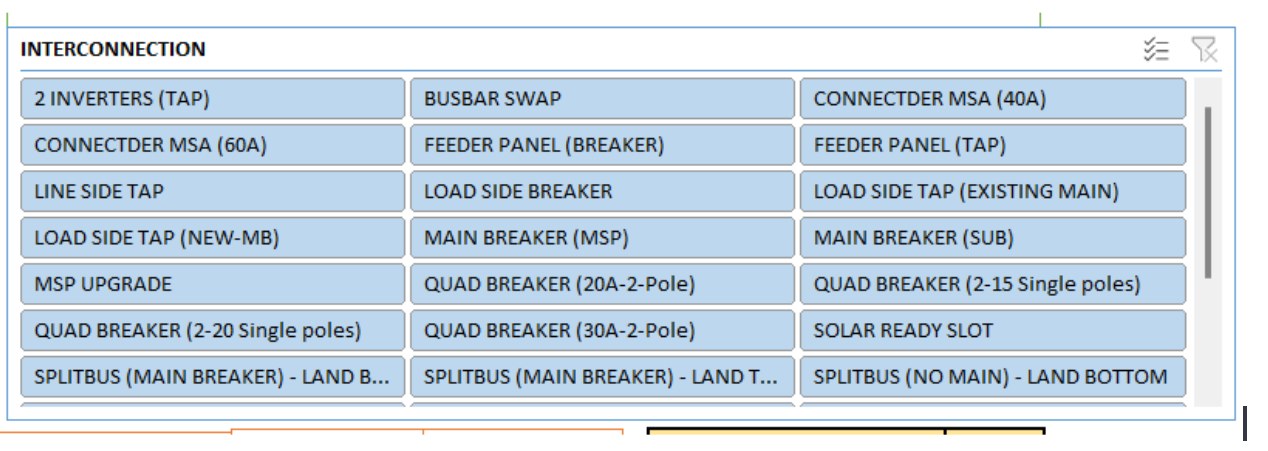 INTERCONNECTION
2 INVERTERS (TAP) BUSBAR SWAP CONNECTDER MSA (40A)
CONNECTDER MSA (60A) FEEDER PANEL (BREAKER) FEEDER PANEL (TAP)
LINE SIDE TAP LOAD SIDE BREAKER LOAD SIDE TAP (EXISTING MAIN)
LOAD SIDE TAP (NEW-MB) MAIN BREAKER (MSP) MAIN BREAKER (SUB)
MSP UPGRADE QUAD BREAKER (20A-2-Pole) QUAD BREAKER (2-15 Single poles)
QUAD BREAKER (2-20 Single poles) QUAD BREAKER (30A-2-Pole) SOLAR READY SLOT
SPLITBUS (MAIN BREAKER) - LAND B... SPLITBUS (MAIN BREAKER) - LAND T... SPLITBUS (NO MAIN) - LAND BOTTOM